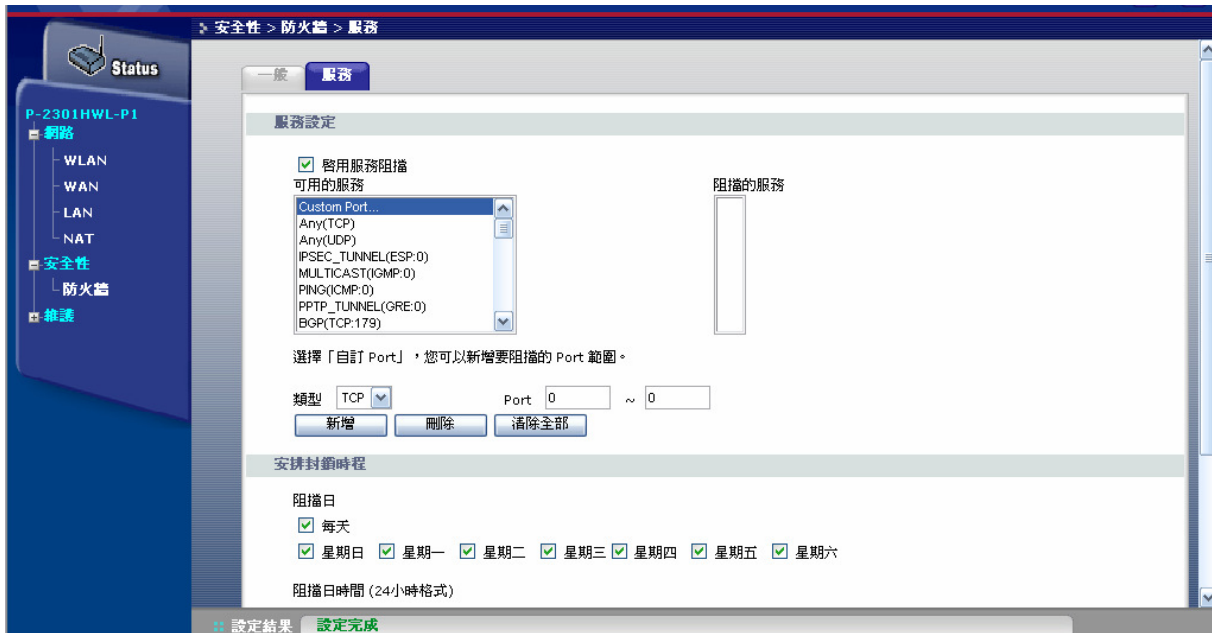 安全性 > 防火牆 > 服務
Status
一般 服務
P-2301HWL-P1
網路
WLAN
WAN
LAN
NAT
安全性
防火牆
維護
服務設定
啓用服務阻擋
可用的服務 阻擋的服務
Custom Port...
Any(TCP)
Any(UDP)
IPSEC_TUNNEL(ESP:0)
MULTICAST(IGMP:0)
PING(ICMP:0)
PPTP_TUNNEL(GRE:0)
BGP(TCP:179)
選擇「自訂 Port」，您可以新增要阻擋的 Port 範圍。
類型 TCP Port 0 ~ 0
新增 刪除 清除全部
安排封鎖時程
阻擋日
每天
星期日 星期一 星期二 星期三 星期四 星期五 星期六
阻擋日時間 (24小時格式)
設定結果 設定完成